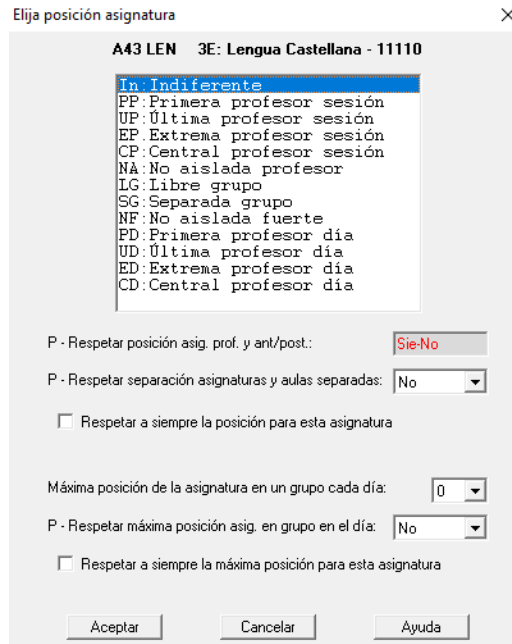 Elija posición asignatura
A43 LEN 3E: Lengua Castellana - 11110
In:Indiferente
PP:Primera profesor sesión
UP:Última profesor sesión
EP.Extrema profesor sesión
CP:Central profesor sesión
NA:No aislada profesor
LG:Libre grupo
SG:Separada grupo
NF:No aislada fuerte
PD:Primera profesor día
UD:Última profesor día
ED:Extrema profesor día
CD:Central profesor día
P - Respetar posición asig. prof. y ant/post.: Sie-No
P - Respetar separación asignaturas y aulas separadas: No
Respetar a siempre la posición para esta asignatura
Máxima posición de la asignatura en un grupo cada día: 0
P - Respetar máxima posición asig. en grupo en el día: No
Respetar a siempre la máxima posición para esta asignatura
Aceptar Cancelar Ayuda